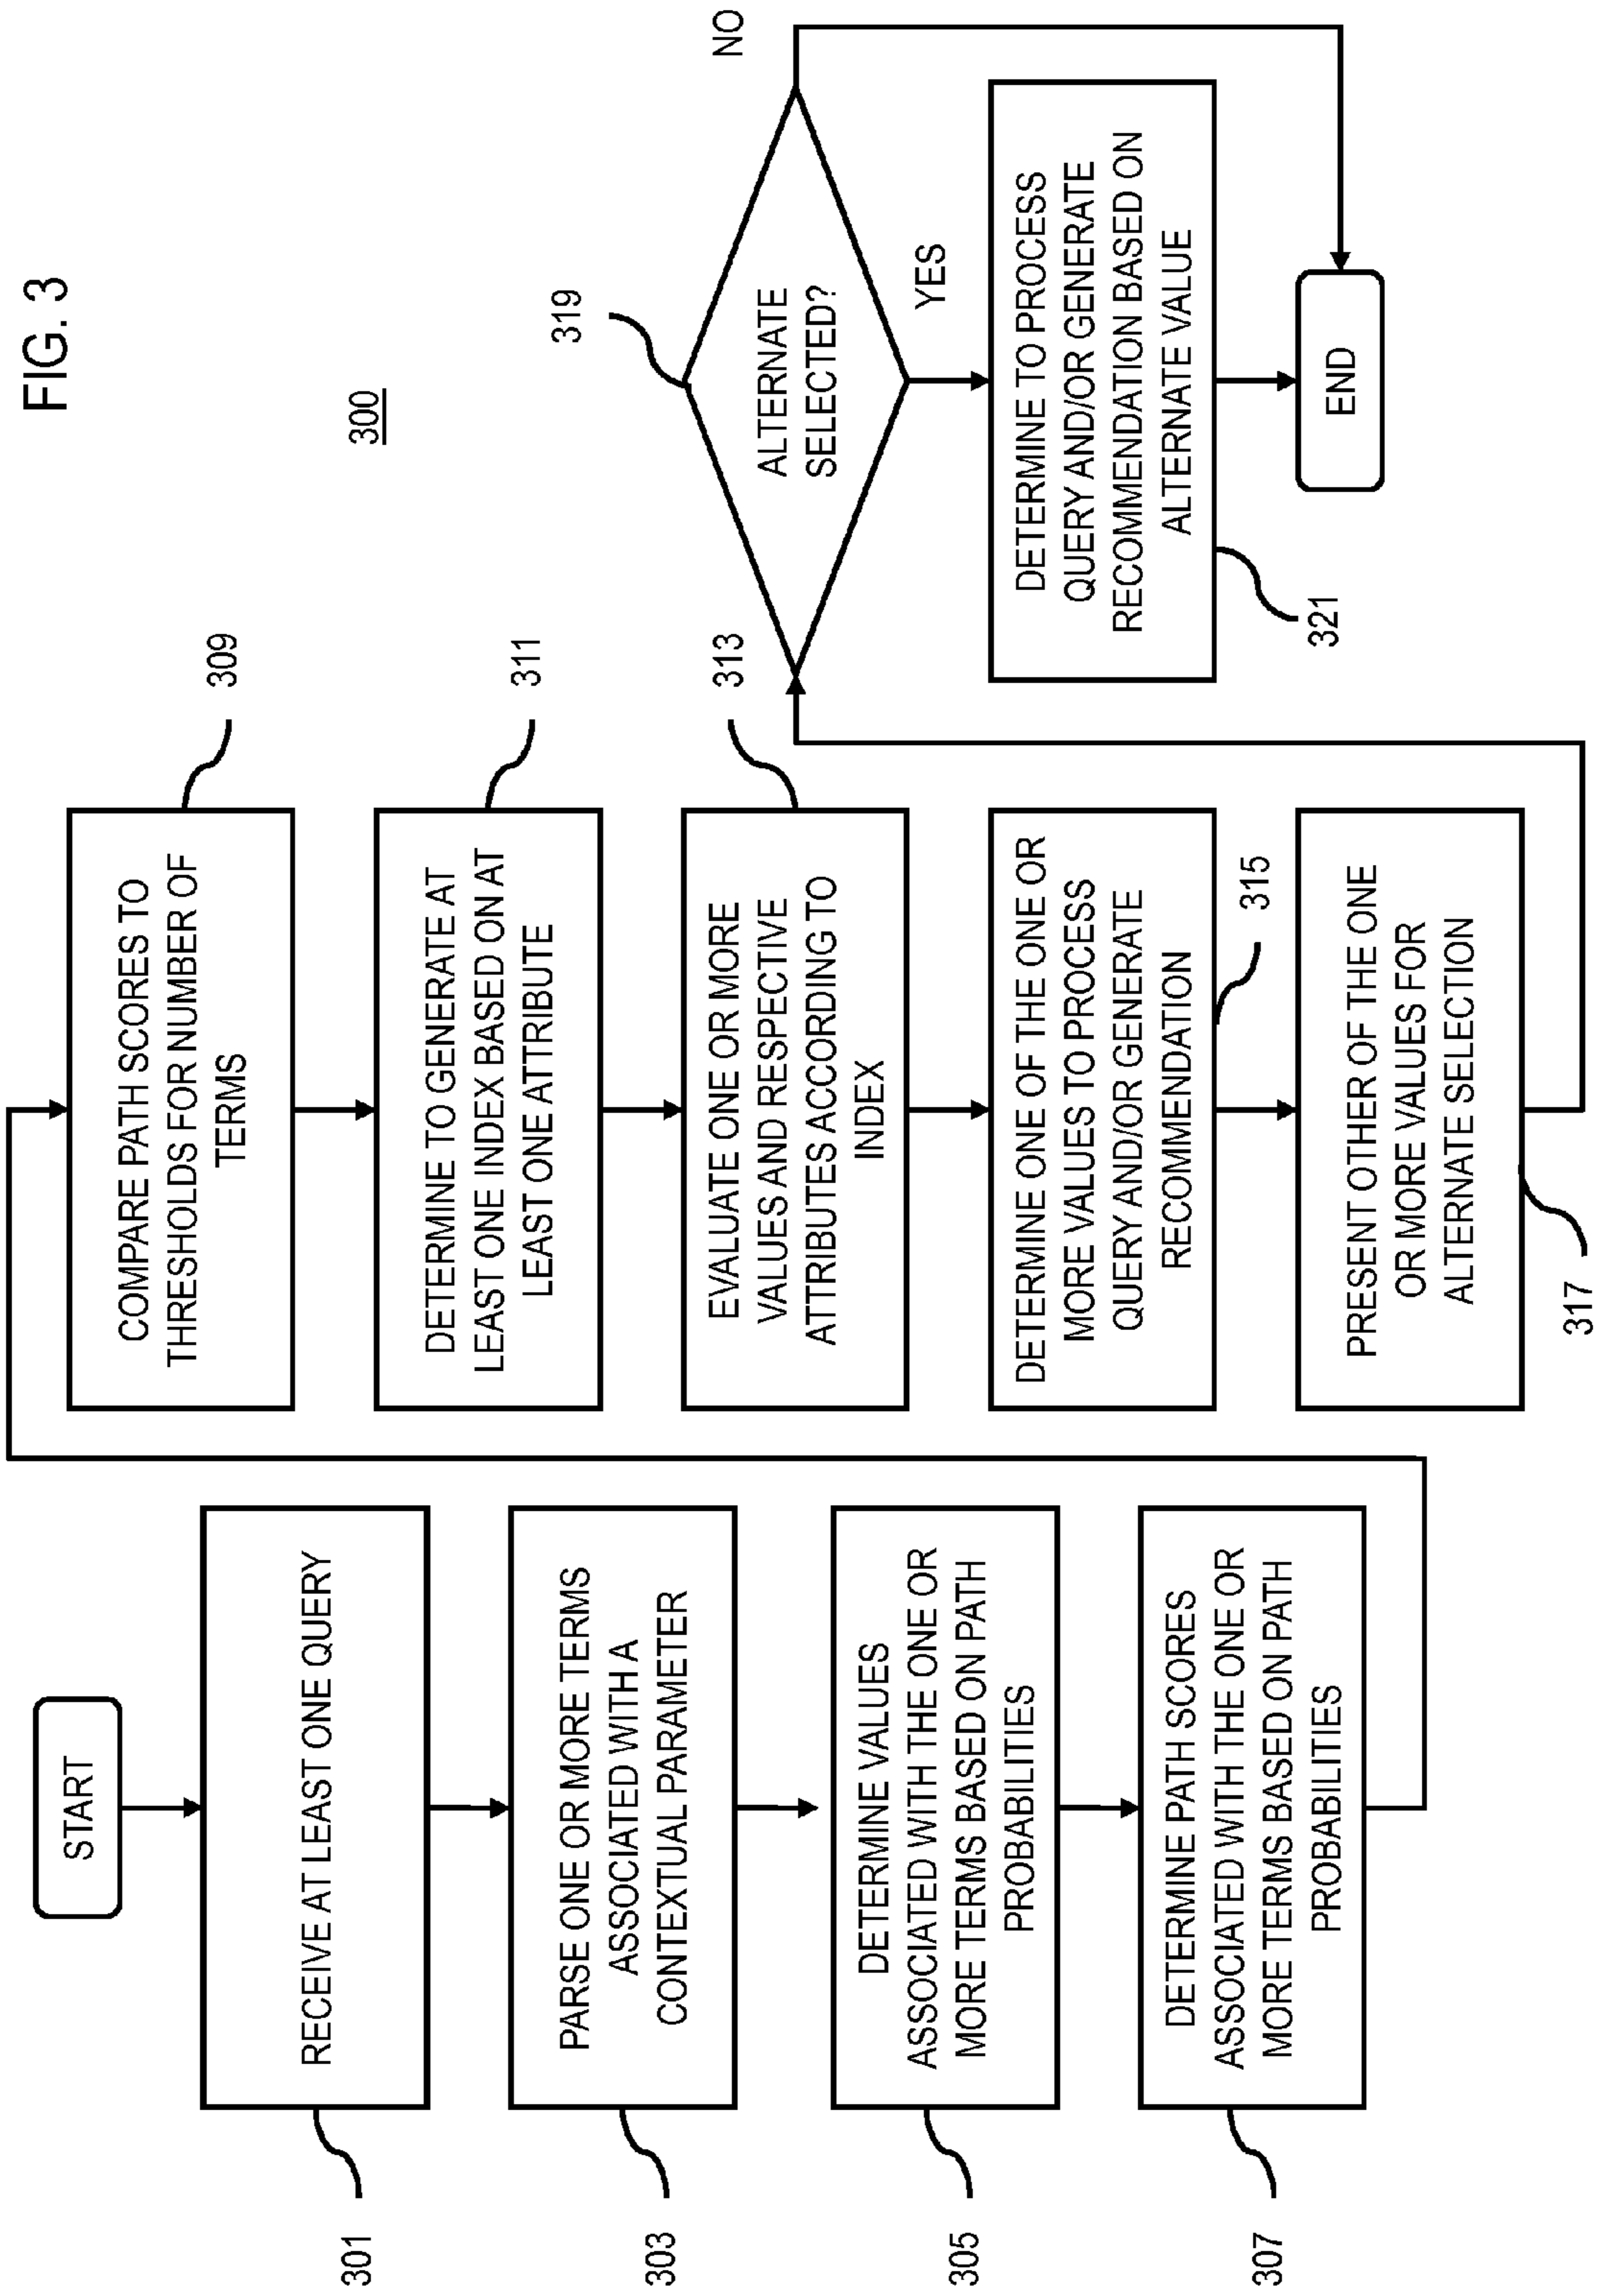 FIG. 3
300
START
RECEIVE AT LEAST ONE QUERY
301
PARSE ONE OR MORE TERMS
ASSOCIATED WITH A
CONTEXTUAL PARAMETER
303
DETERMINE VALUES
ASSOCIATED WITH THE ONE OR
MORE TERMS BASED ON PATH
PROBABILITIES
305
DETERMINE PATH SCORES
ASSOCIATED WITH THE ONE OR
MORE TERMS BASED ON PATH
PROBABILITIES
307
COMPARE PATH SCORES TO
THRESHOLDS FOR NUMBER OF
TERMS
309
DETERMINE TO GENERATE AT
LEAST ONE INDEX BASED ON AT
LEAST ONE ATTRIBUTE
311
EVALUATE ONE OR MORE
VALUES AND RESPECTIVE
ATTRIBUTES ACCORDING TO
INDEX
313
DETERMINE ONE OF THE ONE OR
MORE VALUES TO PROCESS
QUERY AND/OR GENERATE
RECOMMENDATION
315
PRESENT OTHER OF THE ONE
OR MORE VALUES FOR
ALTERNATE SELECTION
317
319
ALTERNATE
SELECTED?
NO
YES
DETERMINE TO PROCESS
QUERY AND/OR GENERATE
RECOMMENDATION BASED ON
ALTERNATE VALUE
321
END